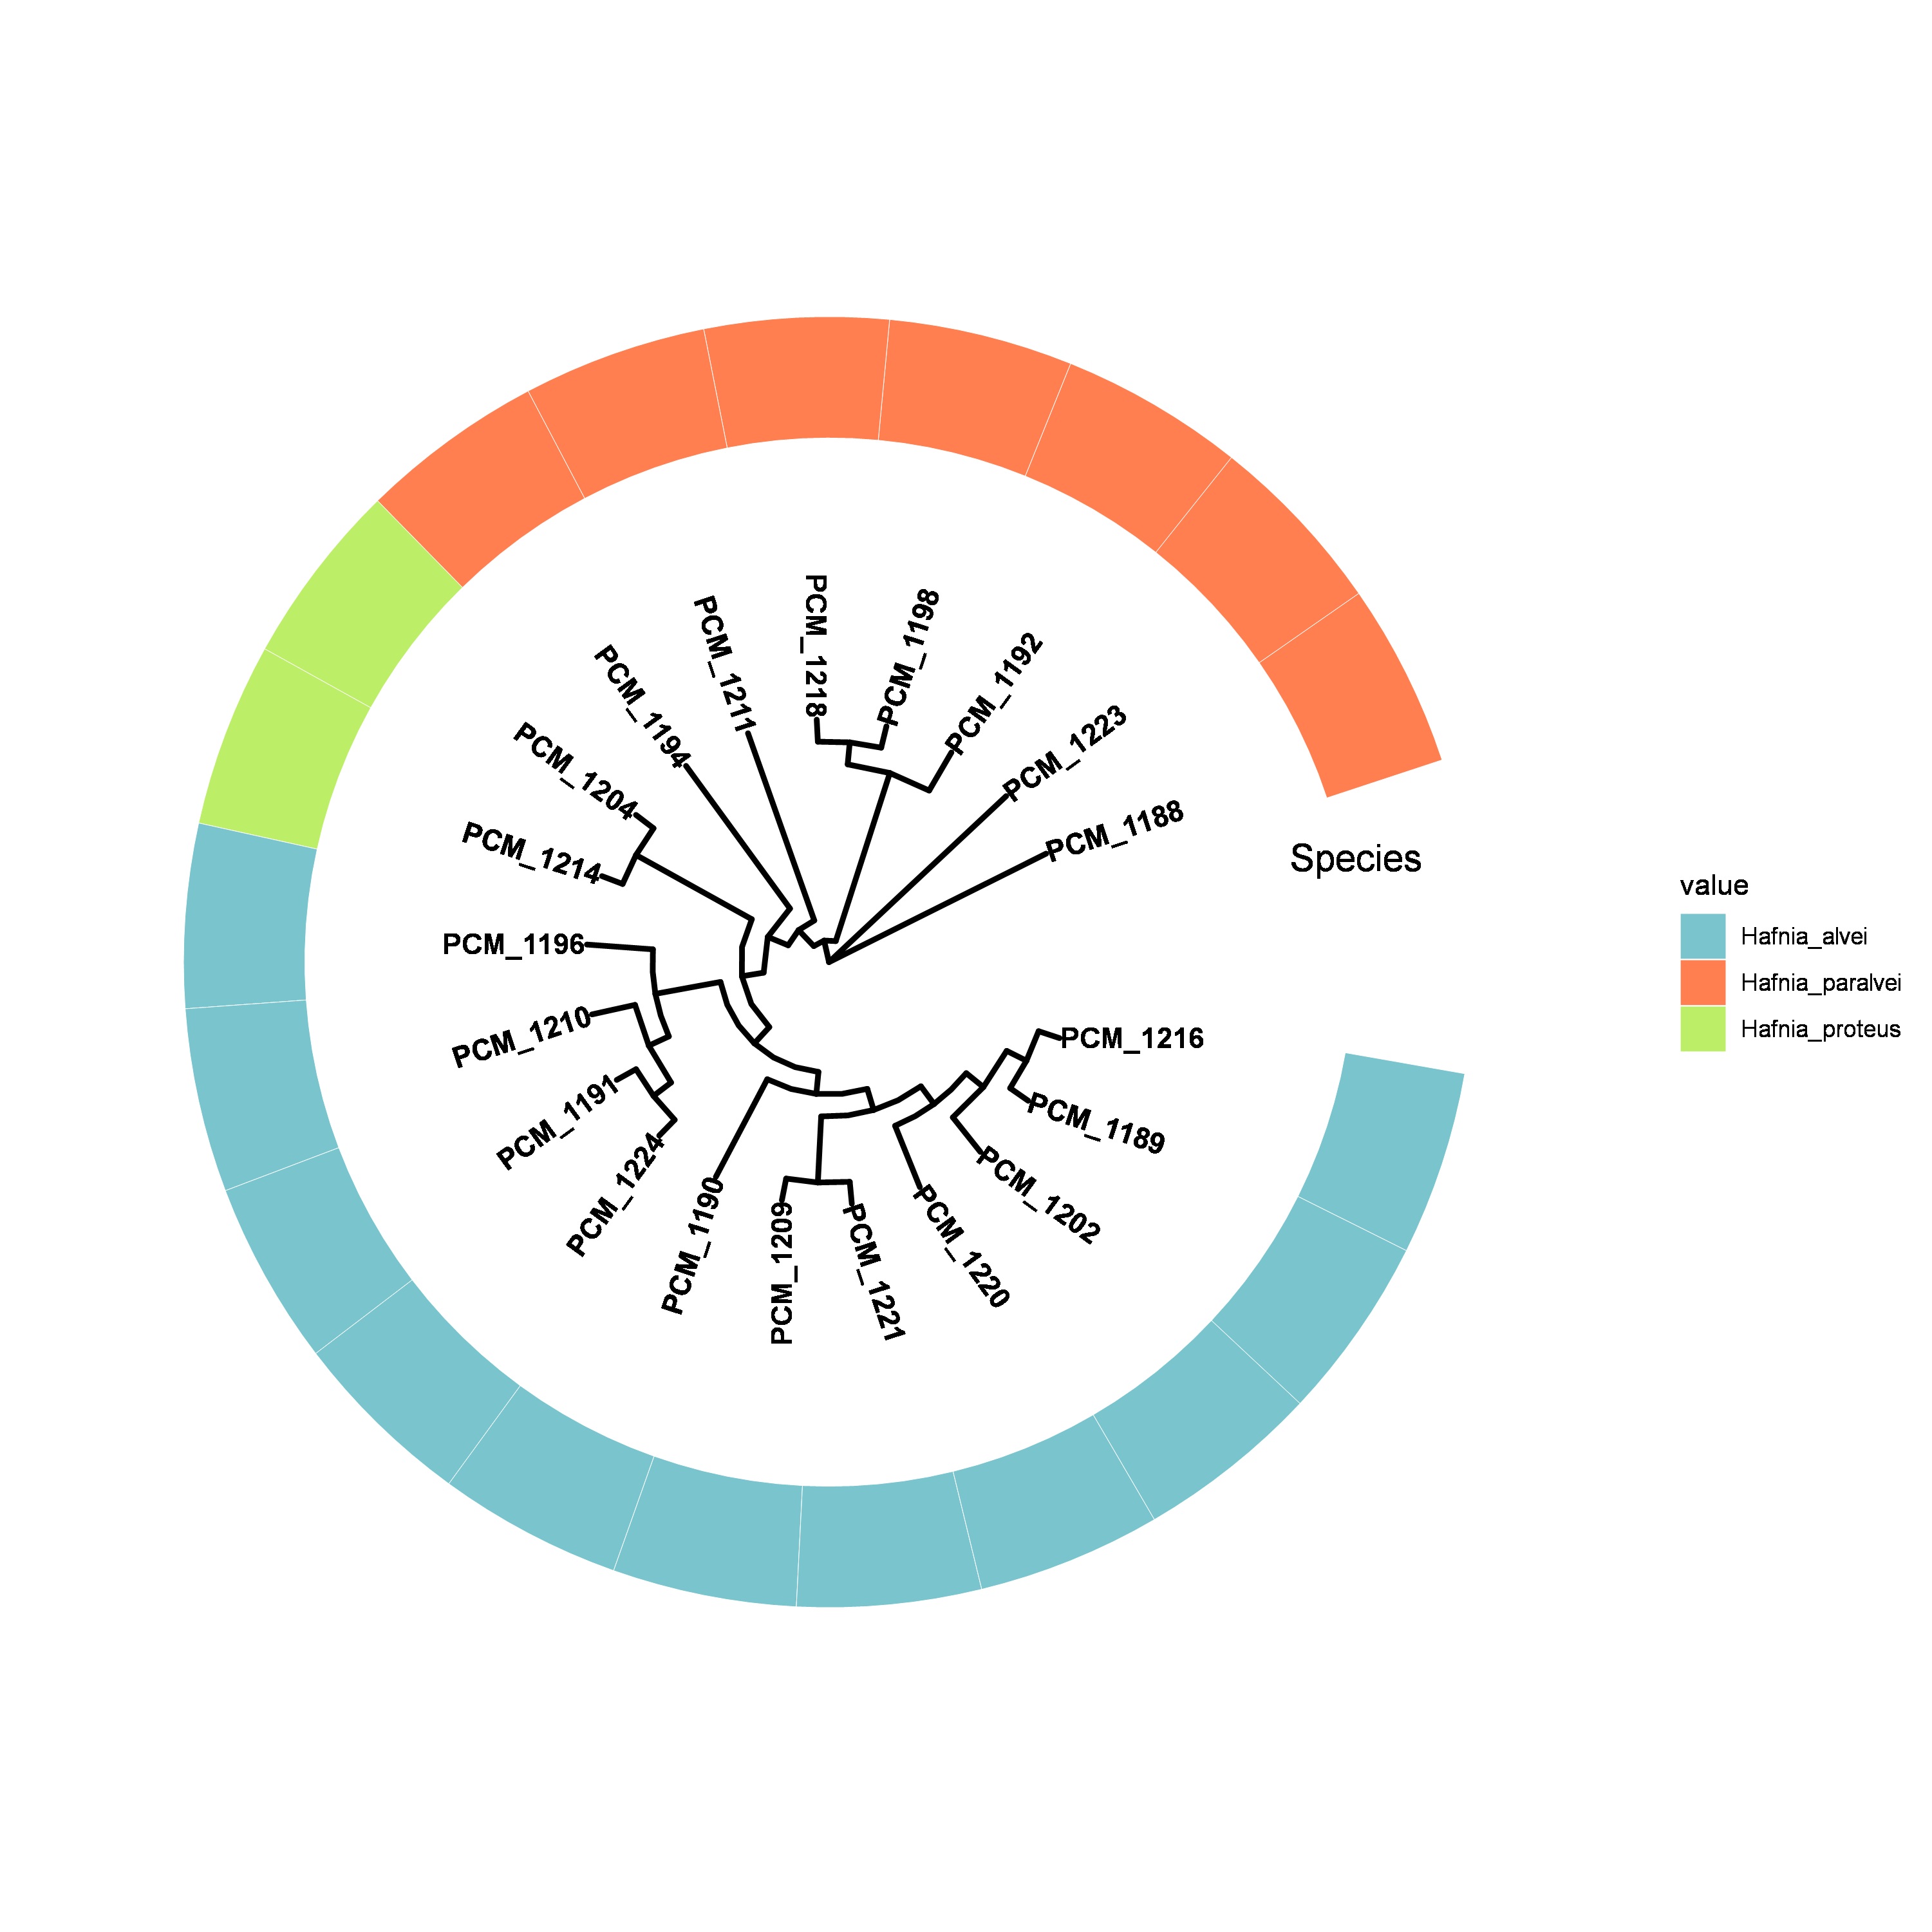 PCM_1218
PCM_1198
PCM_1211
PCM_1192
PCM_1194
PCM_1223
PCM_1204
PCM_1188
PCM_1214
Species
value
Hafnia_alvei
Hafnia_paralvei
Hafnia_proteus
PCM_1196
PCM_1210
PCM_1216
PCM_1191
PCM_1189
PCM_1224
PCM_1202
PCM_1190
PCM_1209
PCM_1221
PCM_1220